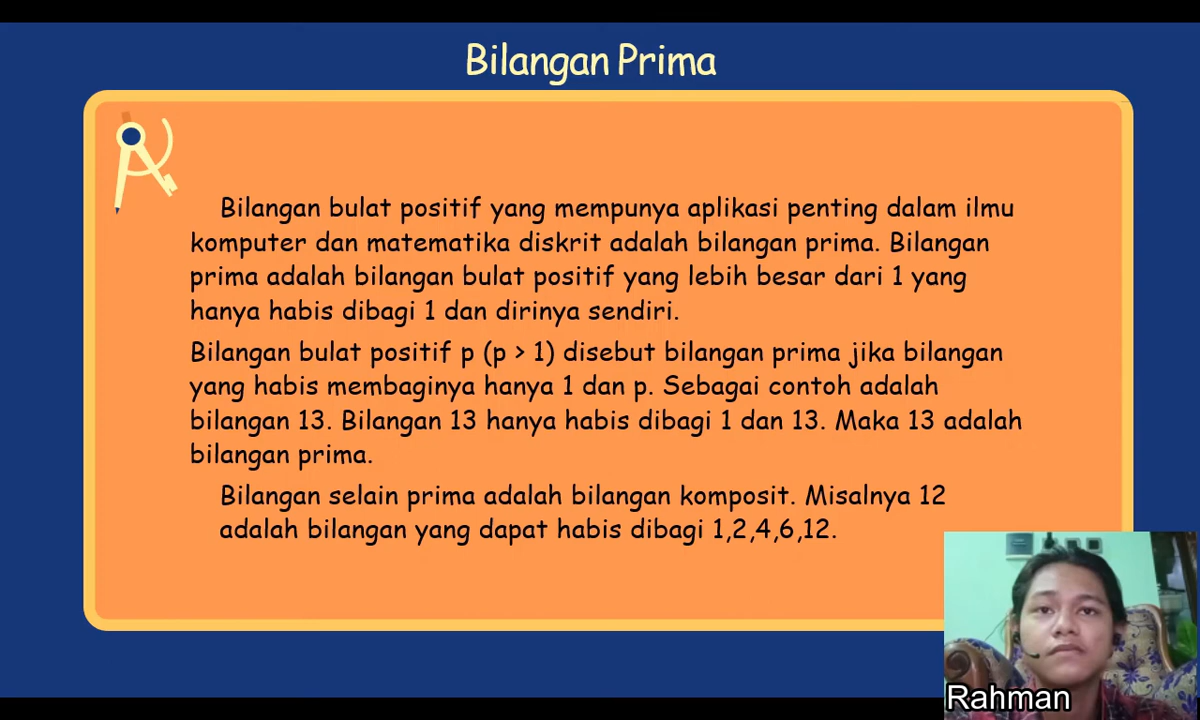 Bilangan Prima
Bilangan bulat positif yang mempunya aplikasi penting dalam ilmu
komputer dan matematika diskrit adalah bilangan prima. Bilangan
prima adalah bilangan bulat positif yang lebih besar dari 1 yang
hanya habis dibagi 1 dan dirinya sendiri.
Bilangan bulat positif p (p > 1) disebut bilangan prima jika bilangan
yang habis membaginya hanya 1 dan p. Sebagai contoh adalah
bilangan 13. Bilangan 13 hanya habis dibagi 1 dan 13. Maka 13 adalah
bilangan prima.
Bilangan selain prima adalah bilangan komposit. Misalnya 12
adalah bilangan yang dapat habis dibagi 1,2,4,6,12.
Rahman